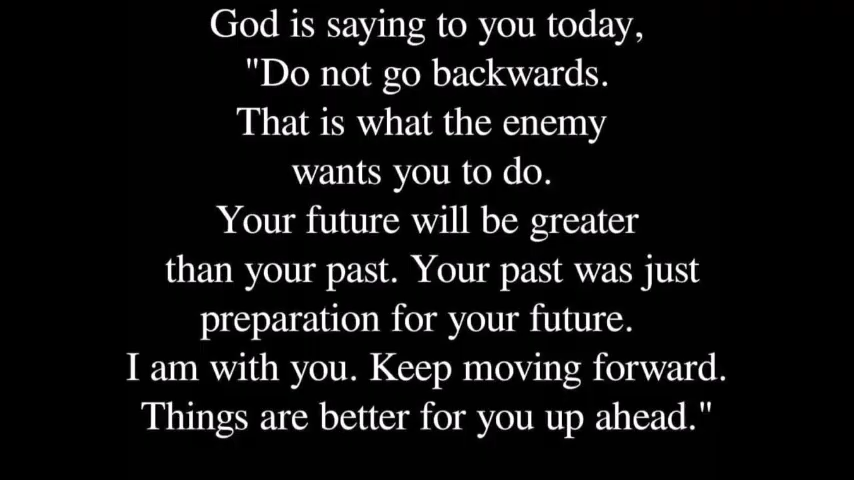 God is saying to you today,
"Do not go backwards.
That is what the enemy
wants you to do.
Your future will be greater
than your past. Your past was just
preparation for your future.
I am with you. Keep moving forward.
Things are better for you up ahead."